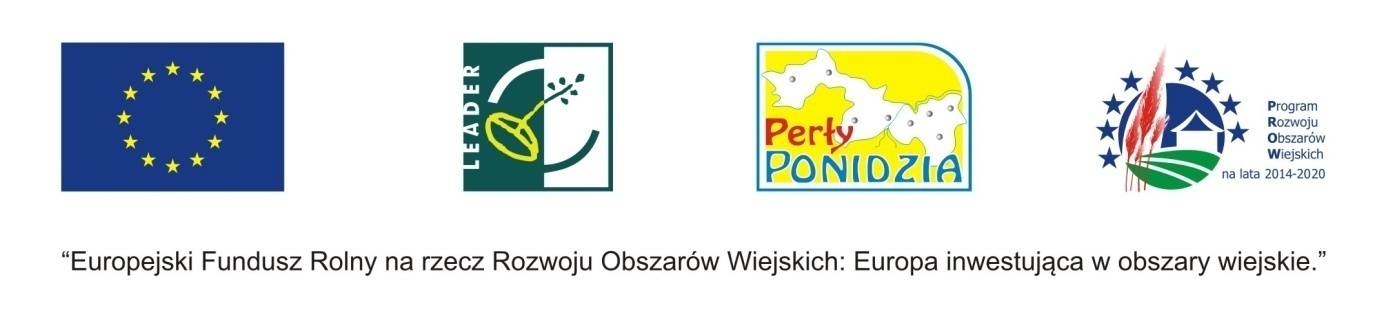 LEADER
Perły
PONIDZIA
Program
Rozwoju
Obszarów
Wiejskich
na lata 2014-2020
“Europejski Fundusz Rolny na rzecz Rozwoju Obszarów Wiejskich: Europa inwestująca w obszary wiejskie.”